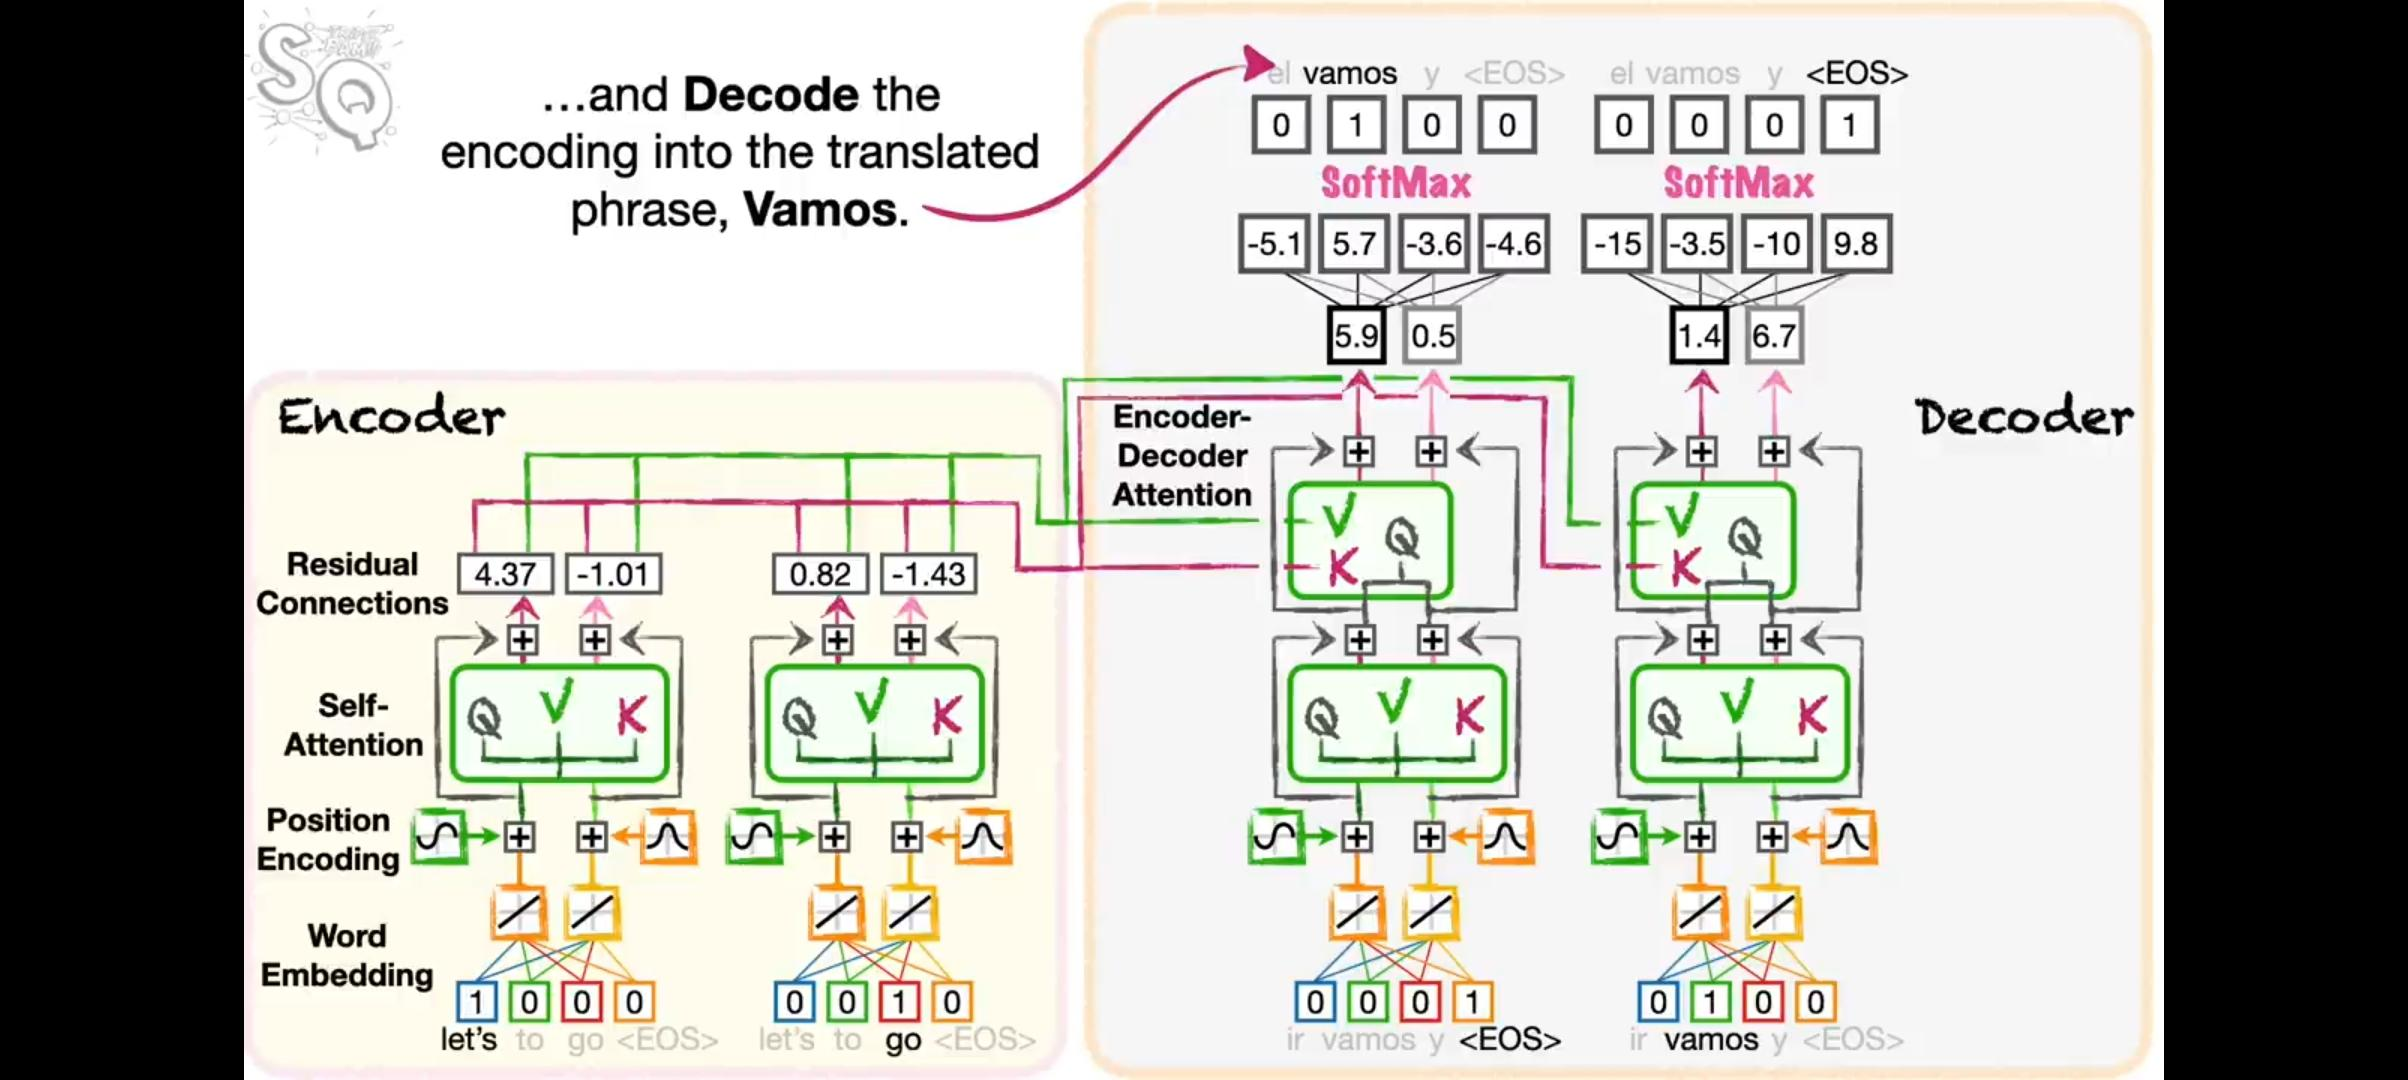 SQ
TRIPLE
BAM!!
...and Decode the
encoding into the translated
phrase, Vamos.
el vamos y <EOS>
0 1 0 0
SoftMax
-5.1 5.7 -3.6 -4.6
5.9 0.5
el vamos y <EOS>
0 0 0 1
SoftMax
-15 -3.5 -10 9.8
1.4 6.7
Encoder
Decoder
Encoder-
Decoder
Attention
V Q
K
V Q
K
Residual
Connections
4.37 -1.01
0.82 -1.43
+ + + +
+ + + +
+ + + +
Self-
Attention
Q V K
Q V K
Q V K
Q V K
Position
Encoding
+ + + + + + + +
Word
Embedding
1 0 0 0
let's to go <EOS>
0 0 1 0
let's to go <EOS>
0 0 0 1
ir vamos y <EOS>
0 1 0 0
ir vamos y <EOS>